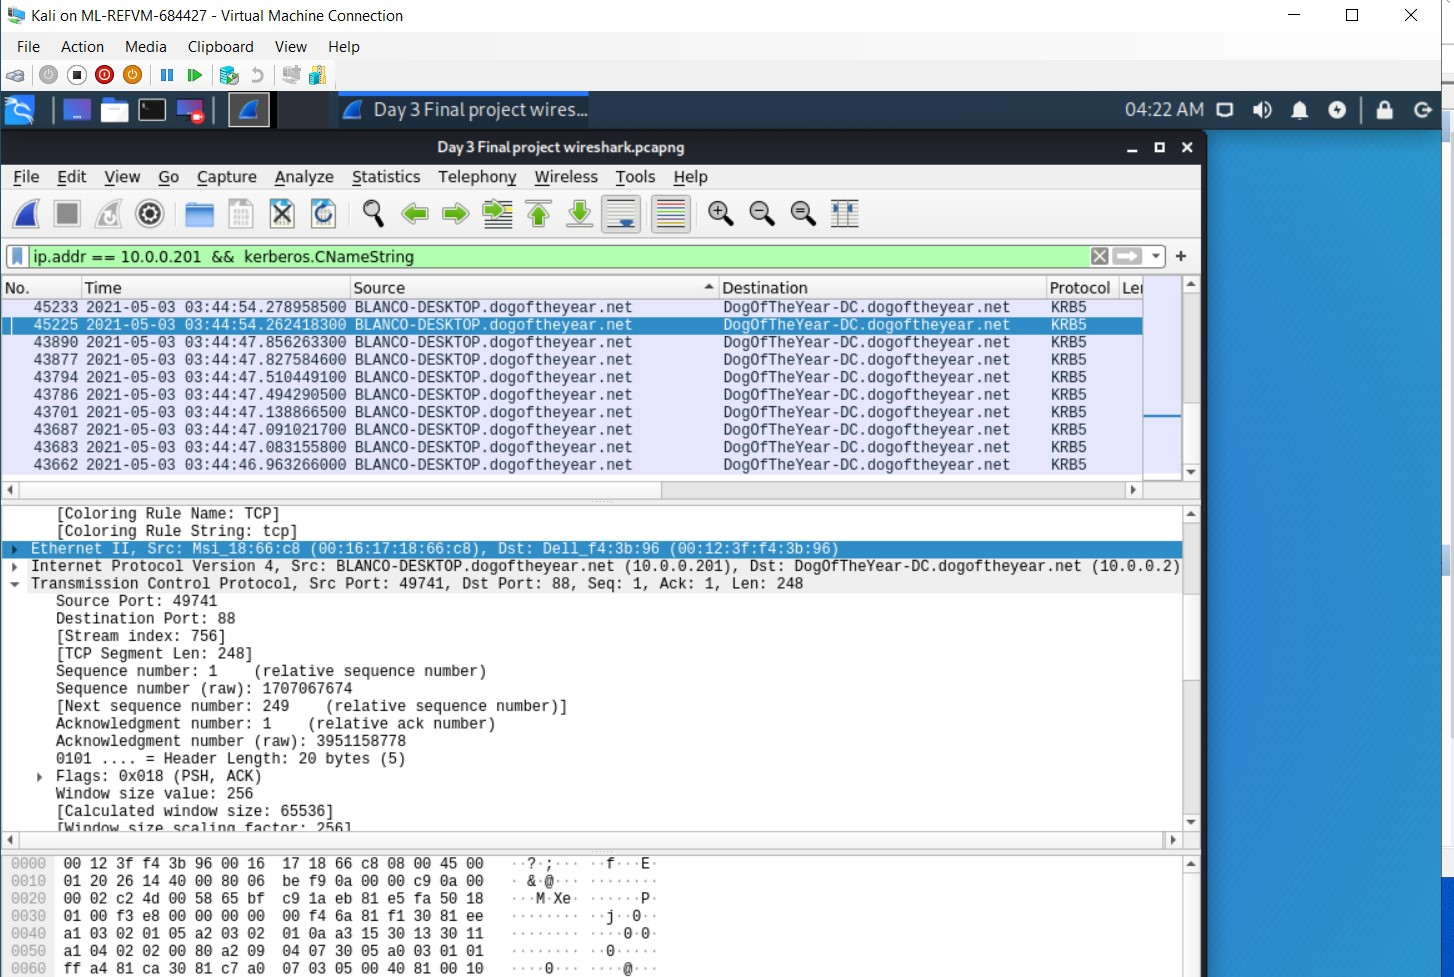 Kali on ML-REFVM-684427 - Virtual Machine Connection
File Action Media Clipboard View Help
Day 3 Final project wires... 04:22 AM
Day 3 Final project wireshark.pcapng
File Edit View Go Capture Analyze Statistics Telephony Wireless Tools Help
ip.addr == 10.0.0.201 && kerberos.CNameString
No. Time Source Destination Protocol Ler
45233 2021-05-03 03:44:54.278958500 BLANCO-DESKTOP.dogoftheyear.net DogOfTheYear-DC.dogoftheyear.net KRB5
45225 2021-05-03 03:44:54.262418300 BLANCO-DESKTOP.dogoftheyear.net DogOfTheYear-DC.dogoftheyear.net KRB5
43890 2021-05-03 03:44:47.856263300 BLANCO-DESKTOP.dogoftheyear.net DogOfTheYear-DC.dogoftheyear.net KRB5
43877 2021-05-03 03:44:47.827584600 BLANCO-DESKTOP.dogoftheyear.net DogOfTheYear-DC.dogoftheyear.net KRB5
43794 2021-05-03 03:44:47.510449100 BLANCO-DESKTOP.dogoftheyear.net DogOfTheYear-DC.dogoftheyear.net KRB5
43786 2021-05-03 03:44:47.494290500 BLANCO-DESKTOP.dogoftheyear.net DogOfTheYear-DC.dogoftheyear.net KRB5
43701 2021-05-03 03:44:47.138866500 BLANCO-DESKTOP.dogoftheyear.net DogOfTheYear-DC.dogoftheyear.net KRB5
43687 2021-05-03 03:44:47.091021700 BLANCO-DESKTOP.dogoftheyear.net DogOfTheYear-DC.dogoftheyear.net KRB5
43683 2021-05-03 03:44:47.083155800 BLANCO-DESKTOP.dogoftheyear.net DogOfTheYear-DC.dogoftheyear.net KRB5
43662 2021-05-03 03:44:46.963266000 BLANCO-DESKTOP.dogoftheyear.net DogOfTheYear-DC.dogoftheyear.net KRB5
[Coloring Rule Name: TCP]
[Coloring Rule String: tcp]
Ethernet II, Src: Msi_18:66:c8 (00:16:17:18:66:c8), Dst: Dell_f4:3b:96 (00:12:3f:f4:3b:96)
Internet Protocol Version 4, Src: BLANCO-DESKTOP.dogoftheyear.net (10.0.0.201), Dst: DogOfTheYear-DC.dogoftheyear.net (10.0.0.2)
Transmission Control Protocol, Src Port: 49741, Dst Port: 88, Seq: 1, Ack: 1, Len: 248
Source Port: 49741
Destination Port: 88
[Stream index: 756]
[TCP Segment Len: 248]
Sequence number: 1 (relative sequence number)
Sequence number (raw): 1707067674
[Next sequence number: 249 (relative sequence number)]
Acknowledgment number: 1 (relative ack number)
Acknowledgment number (raw): 3951158778
0101 .... = Header Length: 20 bytes (5)
Flags: 0x018 (PSH, ACK)
Window size value: 256
[Calculated window size: 65536]
[Window size scaling factor: 256]
0000 00 12 3f f4 3b 96 00 16 17 18 66 c8 08 00 45 00 ··?·;··· ··f···E·
0010 01 20 26 14 40 00 80 06 be f9 0a 00 00 c9 0a 00 · &·@··· ········
0020 00 02 c2 4d 00 58 65 bf c9 1a eb 81 e5 fa 50 18 ···M·Xe· ······P·
0030 01 00 f3 e8 00 00 00 00 00 f4 6a 81 f1 30 81 ee ········ ··j··0··
0040 a1 03 02 01 05 a2 03 02 01 0a a3 15 30 13 30 11 ········ ····0·0·
0050 a1 04 02 02 00 80 a2 09 04 07 30 05 a0 03 01 01 ········ ··0·····
0060 ff a4 81 ca 30 81 c7 a0 07 03 05 00 40 81 00 10 ····0··· ····@···